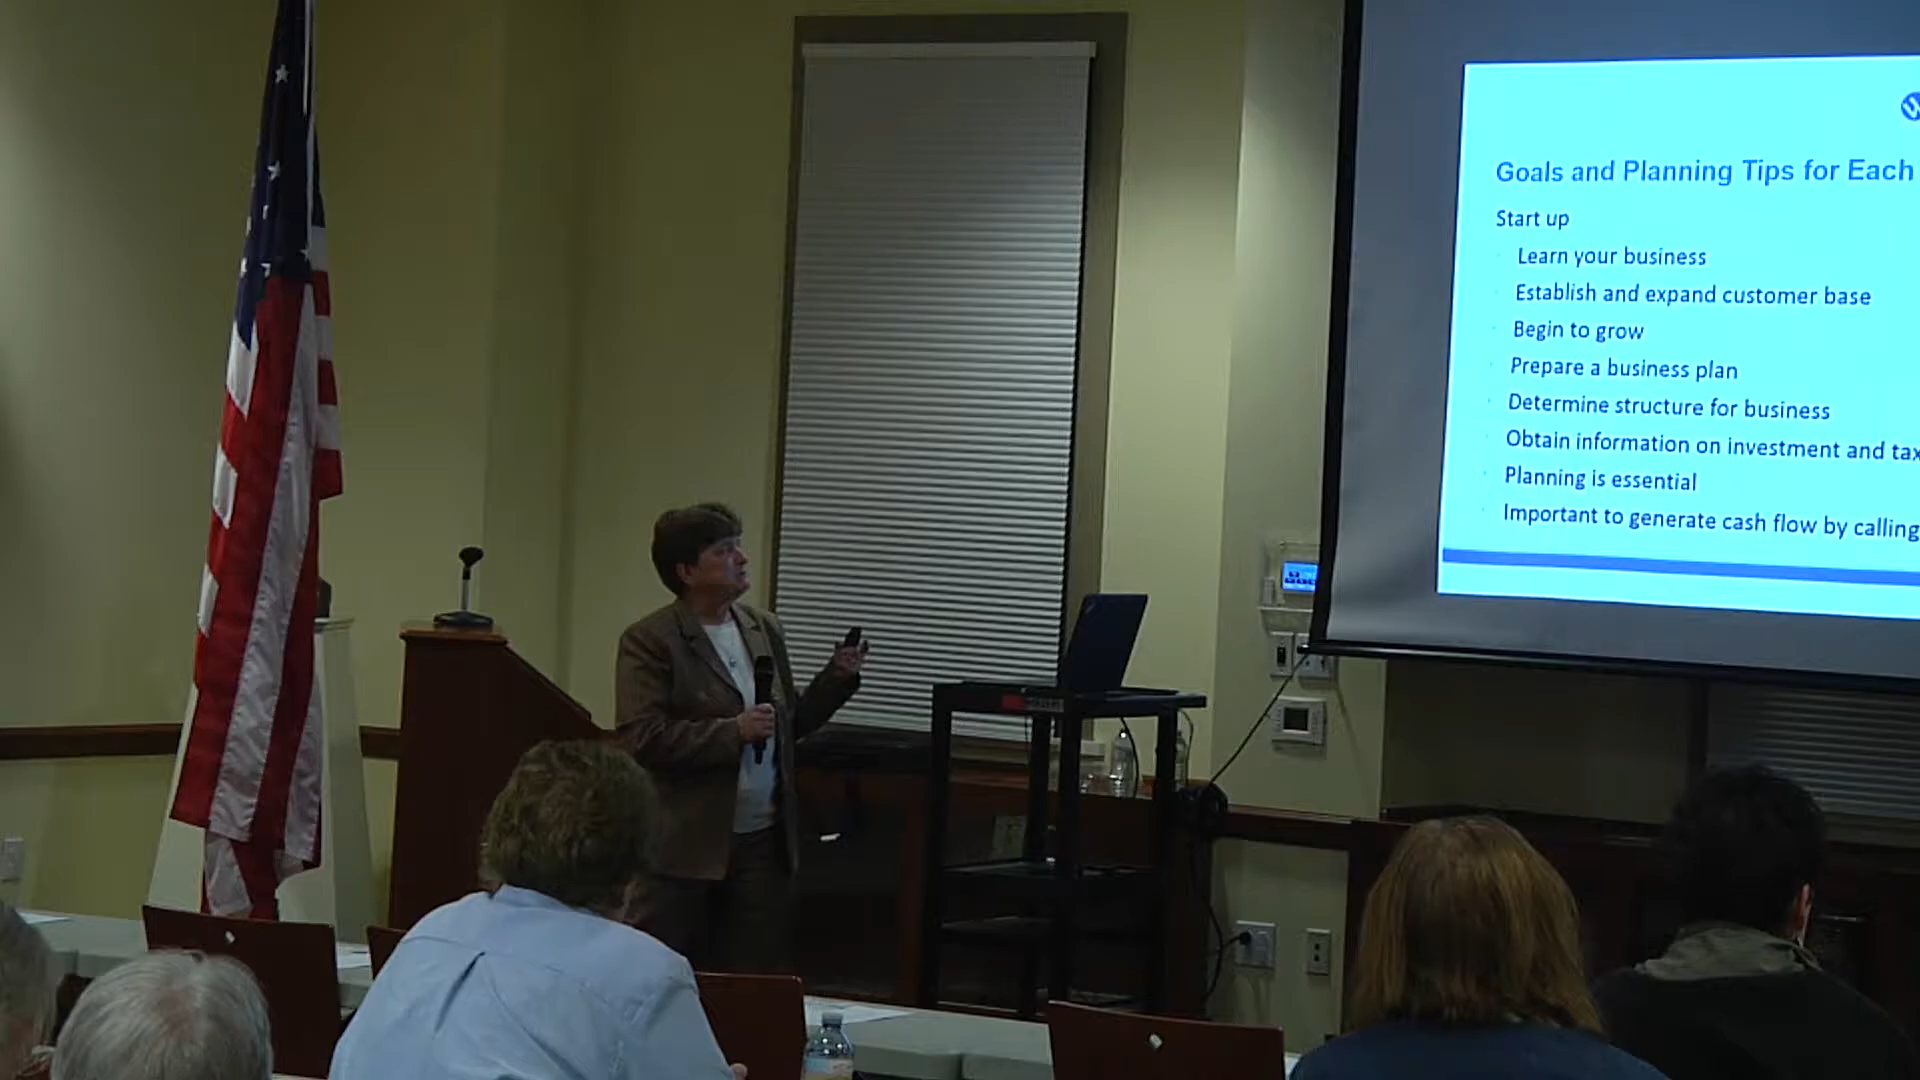 Goals and Planning Tips for Each
Start up
Learn your business
Establish and expand customer base
Begin to grow
Prepare a business plan
Determine structure for business
Obtain information on investment and tax
Planning is essential
Important to generate cash flow by calling